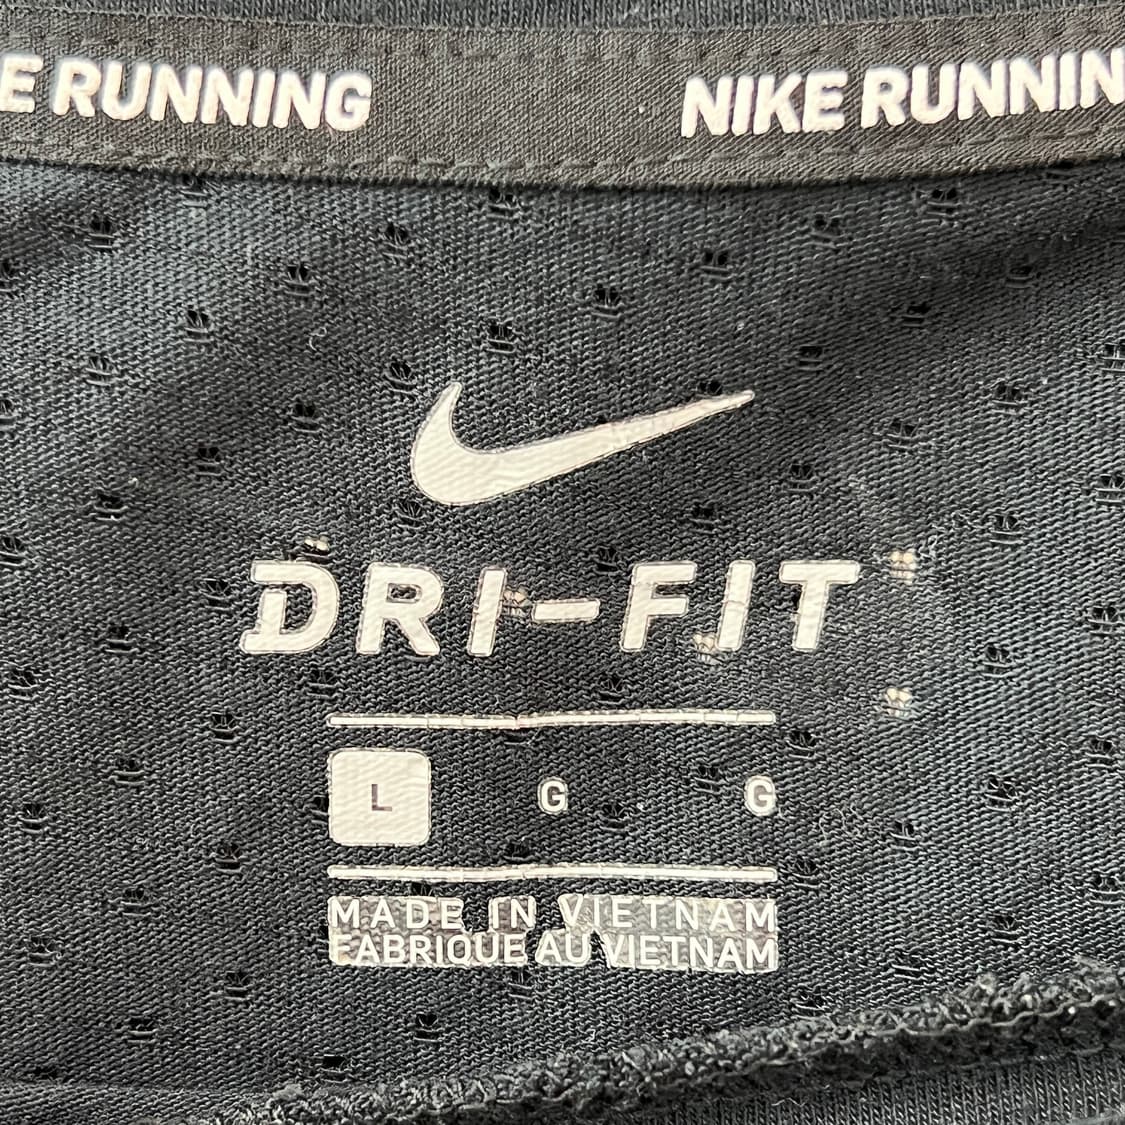 E RUNNING NIKE RUNNIN
DRI-FIT
L G G
MADE IN VIETNAM
FABRIQUE AU VIETNAM